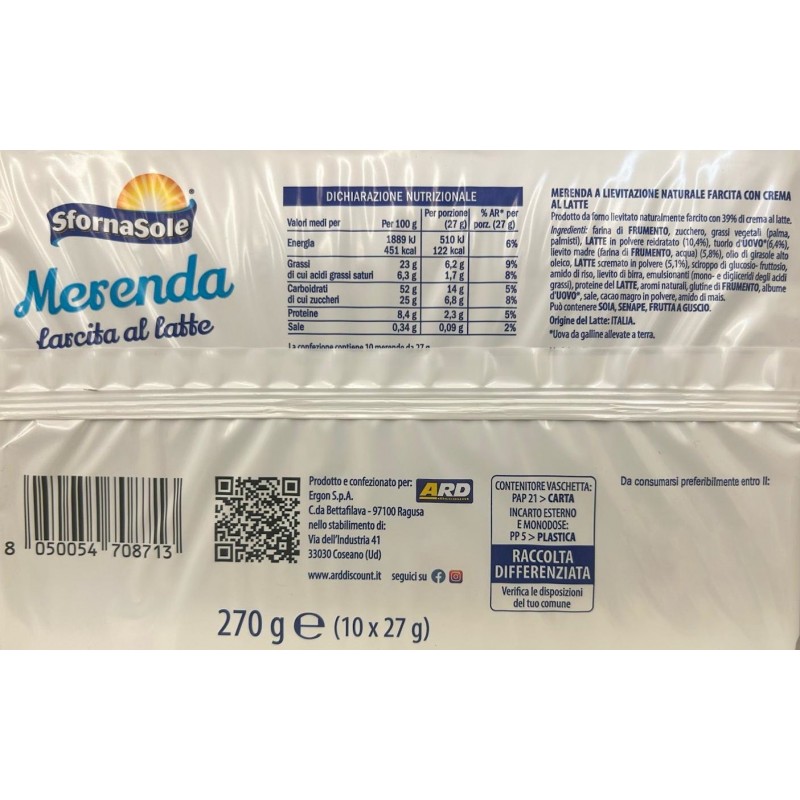 SfornaSole
Merenda
farcita al latte
DICHIARAZIONE NUTRIZIONALE
Valori medi per Per 100 g Per porzione (27 g) % AR* per porz. (27 g)
Energia 1889 kJ 451 kcal 510 kJ 122 kcal 6%
Grassi 23 g 6,2 g 9%
di cui acidi grassi saturi 6,3 g 1,7 g 8%
Carboidrati 52 g 14 g 5%
di cui zuccheri 25 g 6,8 g 8%
Proteine 8,4 g 2,3 g 5%
Sale 0,34 g 0,09 g 2%
La confezione contiene 10 merende da 27 g
MERENDA A LIEVITAZIONE NATURALE FARCITA CON CREMA
AL LATTE
Prodotto da forno lievitato naturalmente farcito con 39% di crema al latte.
Ingredienti: farina di FRUMENTO, zucchero, grassi vegetali (palma,
palmisti), LATTE in polvere reidratato (10,4%), tuorlo d'UOVO*(6,4%),
lievito madre (farina di FRUMENTO, acqua) (5,8%), olio di girasole alto
oleico, LATTE scremato in polvere (5,1%), sciroppo di glucosio- fruttosio,
amido di riso, lievito di birra, emulsionanti (mono- e digliceridi degli acidi
grassi), proteine del LATTE, aromi naturali, glutine di FRUMENTO, albume
d'UOVO*, sale, cacao magro in polvere, amido di mais.
Può contenere SOIA, SENAPE, FRUTTA A GUSCIO.
Origine del Latte: ITALIA.
*Uova da galline allevate a terra.
8 050054 708713
Prodotto e confezionato per:
Ergon S.p.A.
C.da Bettafilava - 97100 Ragusa
nello stabilimento di:
Via dell'Industria 41
33030 Coseano (Ud)
ARD
www.arddiscount.it seguici su
270 g e (10 x 27 g)
CONTENITORE VASCHETTA:
PAP 21 > CARTA
INCARTO ESTERNO
E MONODOSE:
PP 5 > PLASTICA
RACCOLTA
DIFFERENZIATA
Verifica le disposizioni
del tuo comune
Da consumarsi preferibilmente entro il: